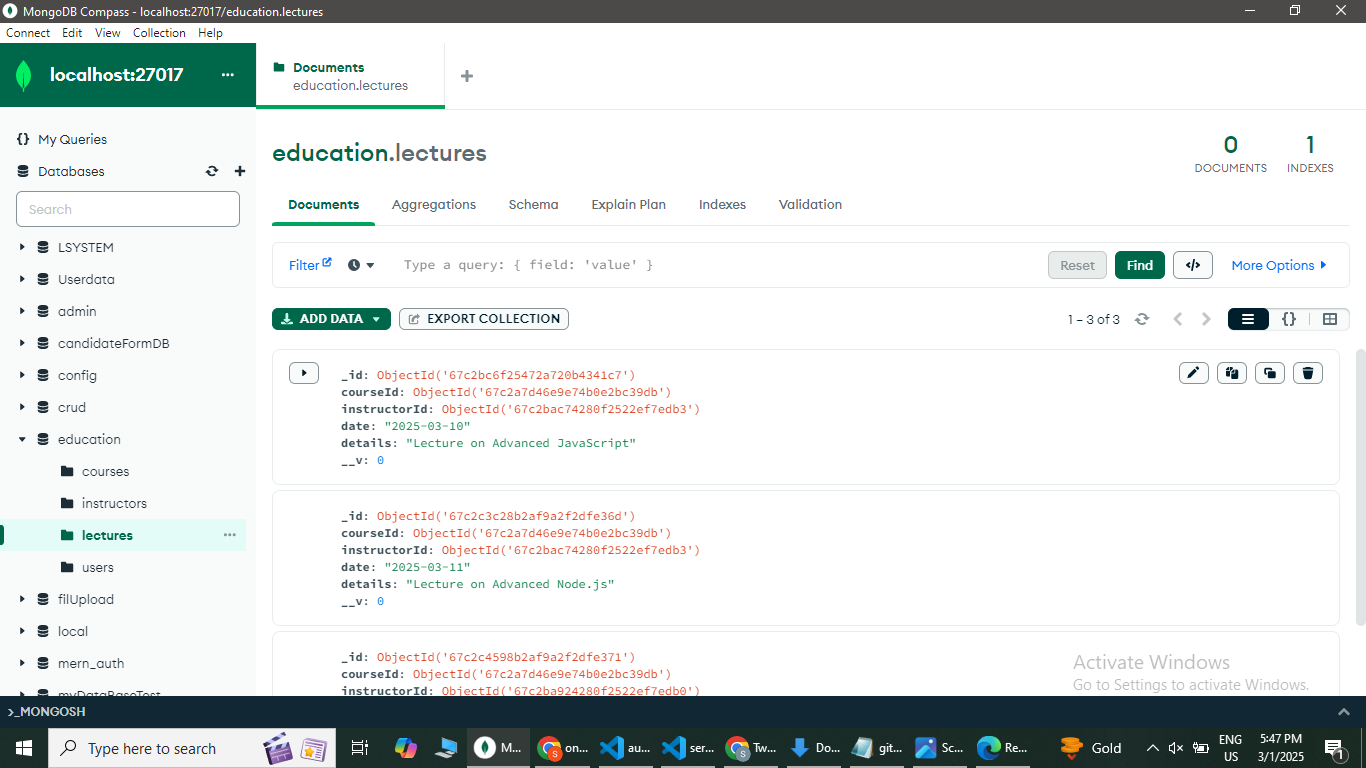 MongoDB Compass - localhost:27017/education.lectures
Connect Edit View Collection Help
localhost:27017 ...
Documents
education.lectures
My Queries
Databases
Search
LSYSTEM
Userdata
admin
candidateFormDB
config
crud
education
courses
instructors
lectures
users
filUpload
local
mern_auth
myDataBaseTest
education.lectures
0
DOCUMENTS
1
INDEXES
Documents Aggregations Schema Explain Plan Indexes Validation
Filter Type a query: { field: 'value' } Reset Find </> More Options
ADD DATA EXPORT COLLECTION 1 – 3 of 3 {}
_id: ObjectId('67c2bc6f25472a720b4341c7')
courseId: ObjectId('67c2a7d46e9e74b0e2bc39db')
instructorId: ObjectId('67c2bac74280f2522ef7edb3')
date: "2025-03-10"
details: "Lecture on Advanced JavaScript"
__v: 0
_id: ObjectId('67c2c3c28b2af9a2f2dfe36d')
courseId: ObjectId('67c2a7d46e9e74b0e2bc39db')
instructorId: ObjectId('67c2bac74280f2522ef7edb3')
date: "2025-03-11"
details: "Lecture on Advanced Node.js"
__v: 0
_id: ObjectId('67c2c4598b2af9a2f2dfe371')
courseId: ObjectId('67c2a7d46e9e74b0e2bc39db')
instructorId: ObjectId('67c2ba924280f2522ef7edb0')
Activate Windows
Go to Settings to activate Windows.
>_MONGOSH
Type here to search
M... on... au... ser... Tw... Do... git... Sc... Re...
Gold
ENG
US
5:47 PM
3/1/2025
1